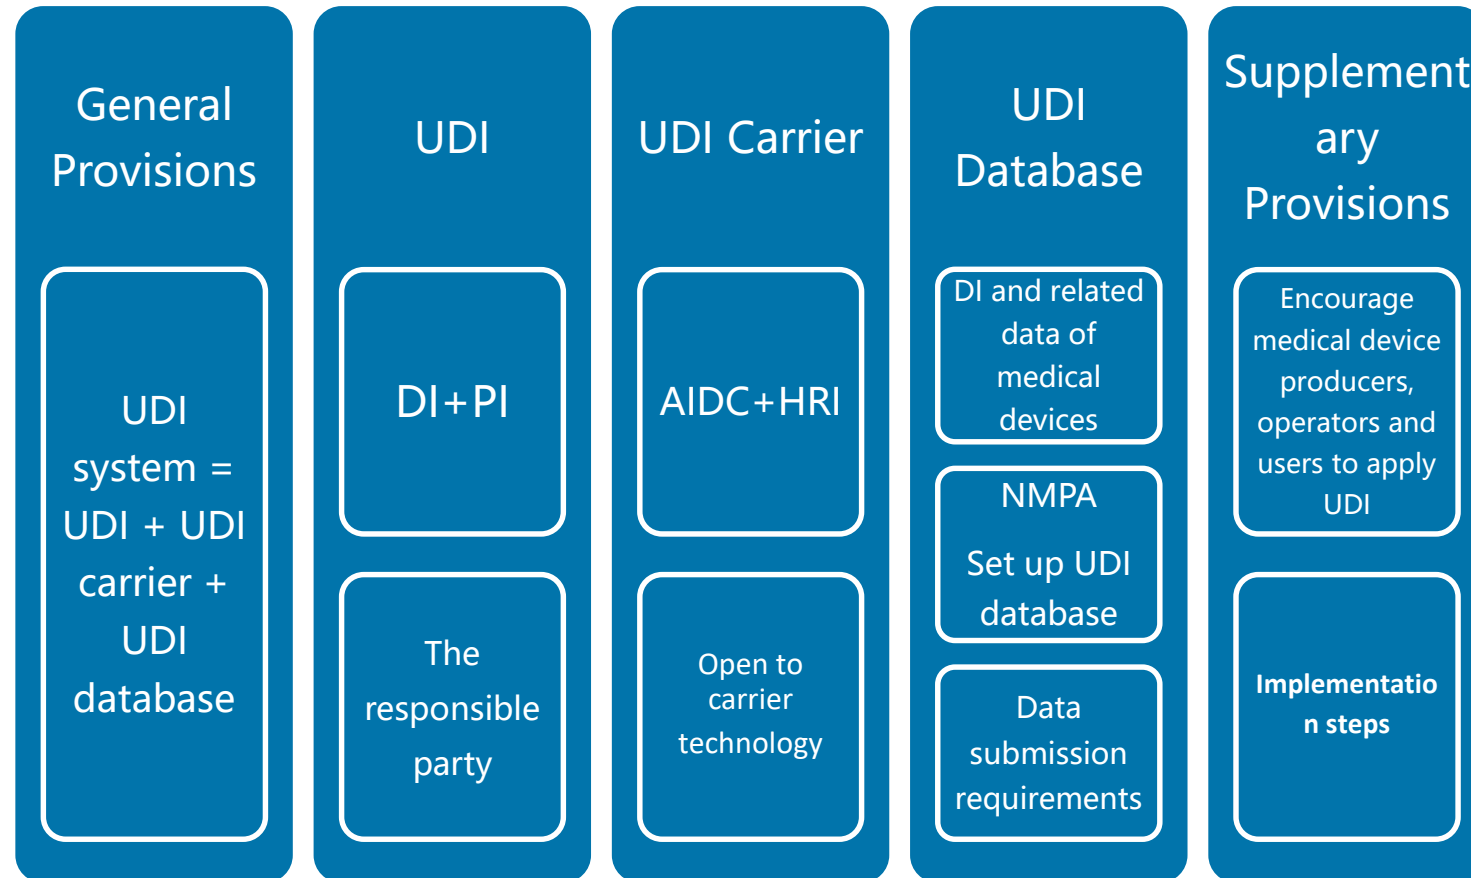 General
Provisions
UDI
system =
UDI + UDI
carrier +
UDI
database
UDI
DI+PI
The
responsible
party
UDI Carrier
AIDC+HRI
Open to
carrier
technology
UDI
Database
DI and related
data of
medical
devices
NMPA
Set up UDI
database
Data
submission
requirements
Supplement
ary
Provisions
Encourage
medical device
producers,
operators and
users to apply
UDI
Implementatio
n steps